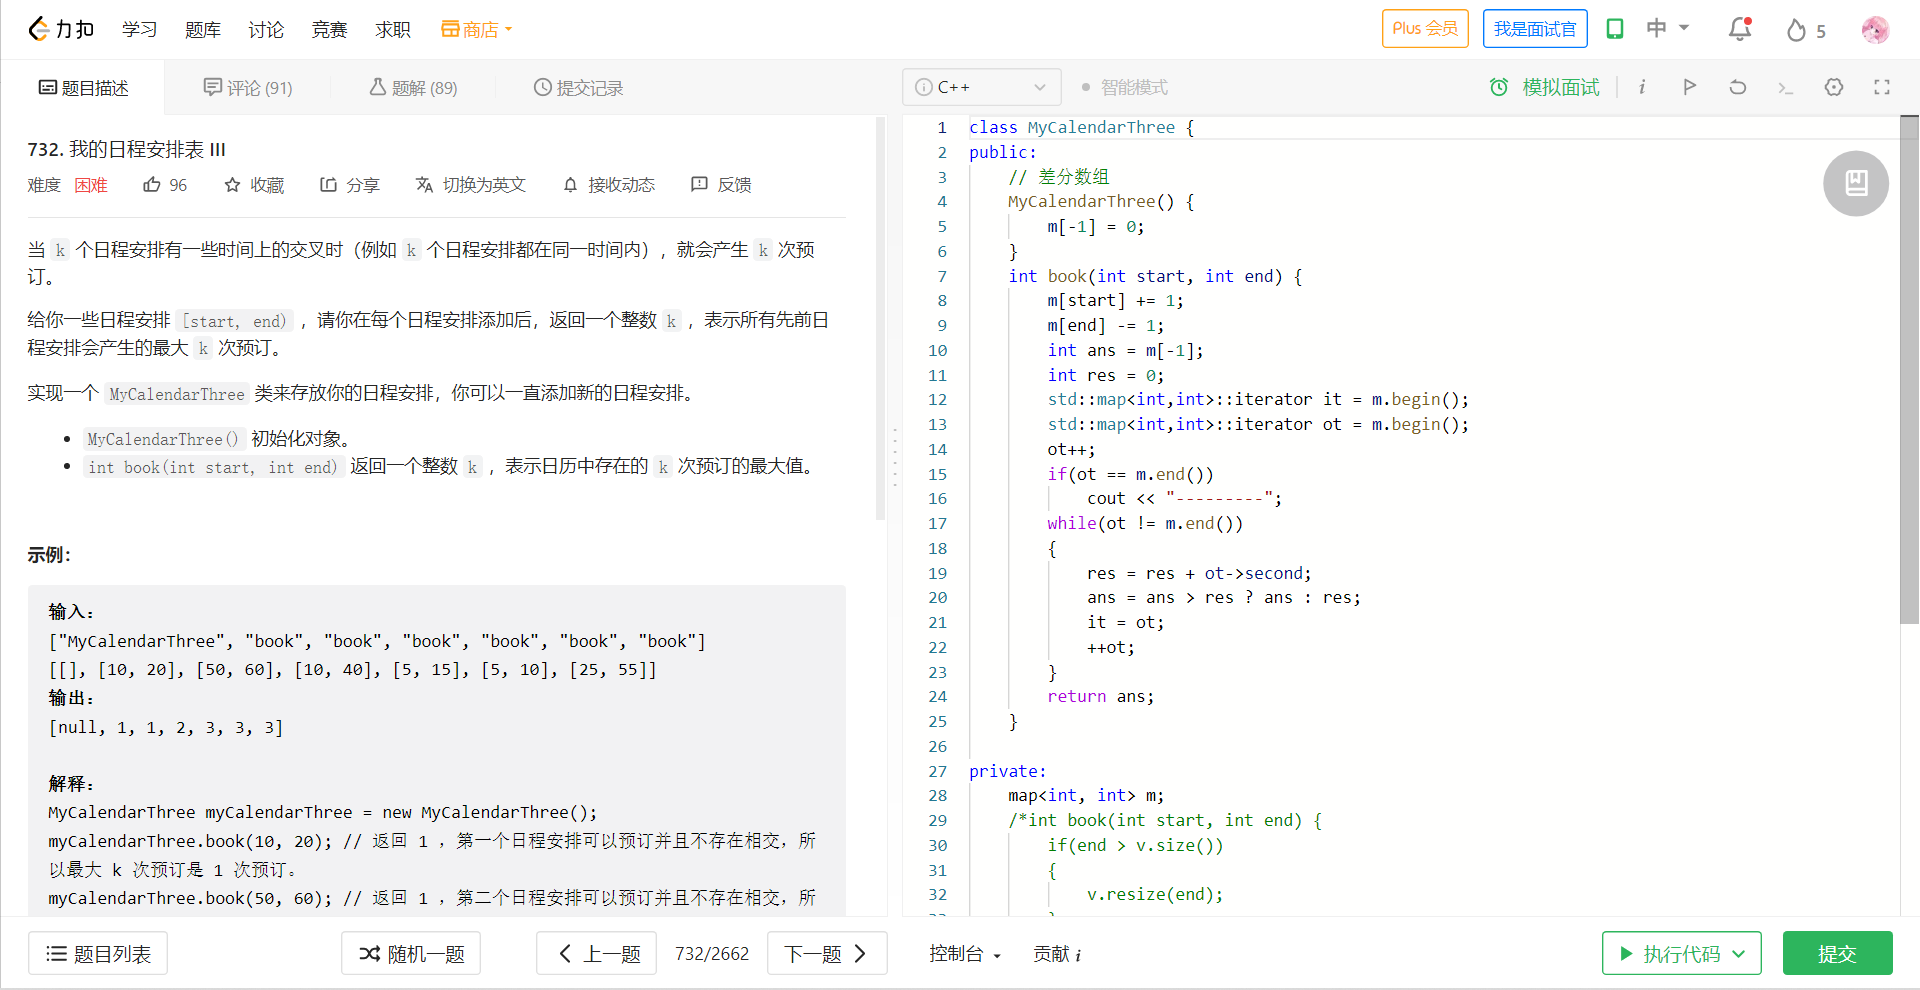 力扣 学习 题库 讨论 竞赛 求职 商店 Plus 会员 我是面试官 中 5
题目描述 评论 (91) 题解 (89) 提交记录
732. 我的日程安排表 III
难度 困难 96 收藏 分享 切换为英文 接收动态 反馈
当 k 个日程安排有一些时间上的交叉时（例如 k 个日程安排都在同一时间内），就会产生 k 次预
订。
给你一些日程安排 [start, end) ，请你在每个日程安排添加后，返回一个整数 k ，表示所有先前日
程安排会产生的最大 k 次预订。
实现一个 MyCalendarThree 类来存放你的日程安排，你可以一直添加新的日程安排。
• MyCalendarThree() 初始化对象。
• int book(int start, int end) 返回一个整数 k ，表示日历中存在的 k 次预订的最大值。
示例：
输入：
["MyCalendarThree", "book", "book", "book", "book", "book", "book"]
[[], [10, 20], [50, 60], [10, 40], [5, 15], [5, 10], [25, 55]]
输出：
[null, 1, 1, 2, 3, 3, 3]
解释：
MyCalendarThree myCalendarThree = new MyCalendarThree();
myCalendarThree.book(10, 20); // 返回 1 ，第一个日程安排可以预订并且不存在相交，所
以最大 k 次预订是 1 次预订。
myCalendarThree.book(50, 60); // 返回 1 ，第二个日程安排可以预订并且不存在相交，所
题目列表 随机一题 上一题 732/2662 下一题
C++ 智能模式 模拟面试 i
1 class MyCalendarThree {
2 public:
3 // 差分数组
4 MyCalendarThree() {
5 m[-1] = 0;
6 }
7 int book(int start, int end) {
8 m[start] += 1;
9 m[end] -= 1;
10 int ans = m[-1];
11 int res = 0;
12 std::map<int,int>::iterator it = m.begin();
13 std::map<int,int>::iterator ot = m.begin();
14 ot++;
15 if(ot == m.end())
16 cout << "---------";
17 while(ot != m.end())
18 {
19 res = res + ot->second;
20 ans = ans > res ? ans : res;
21 it = ot;
22 ++ot;
23 }
24 return ans;
25 }
26
27 private:
28 map<int, int> m;
29 /*int book(int start, int end) {
30 if(end > v.size())
31 {
32 v.resize(end);
控制台 贡献 i 执行代码 提交